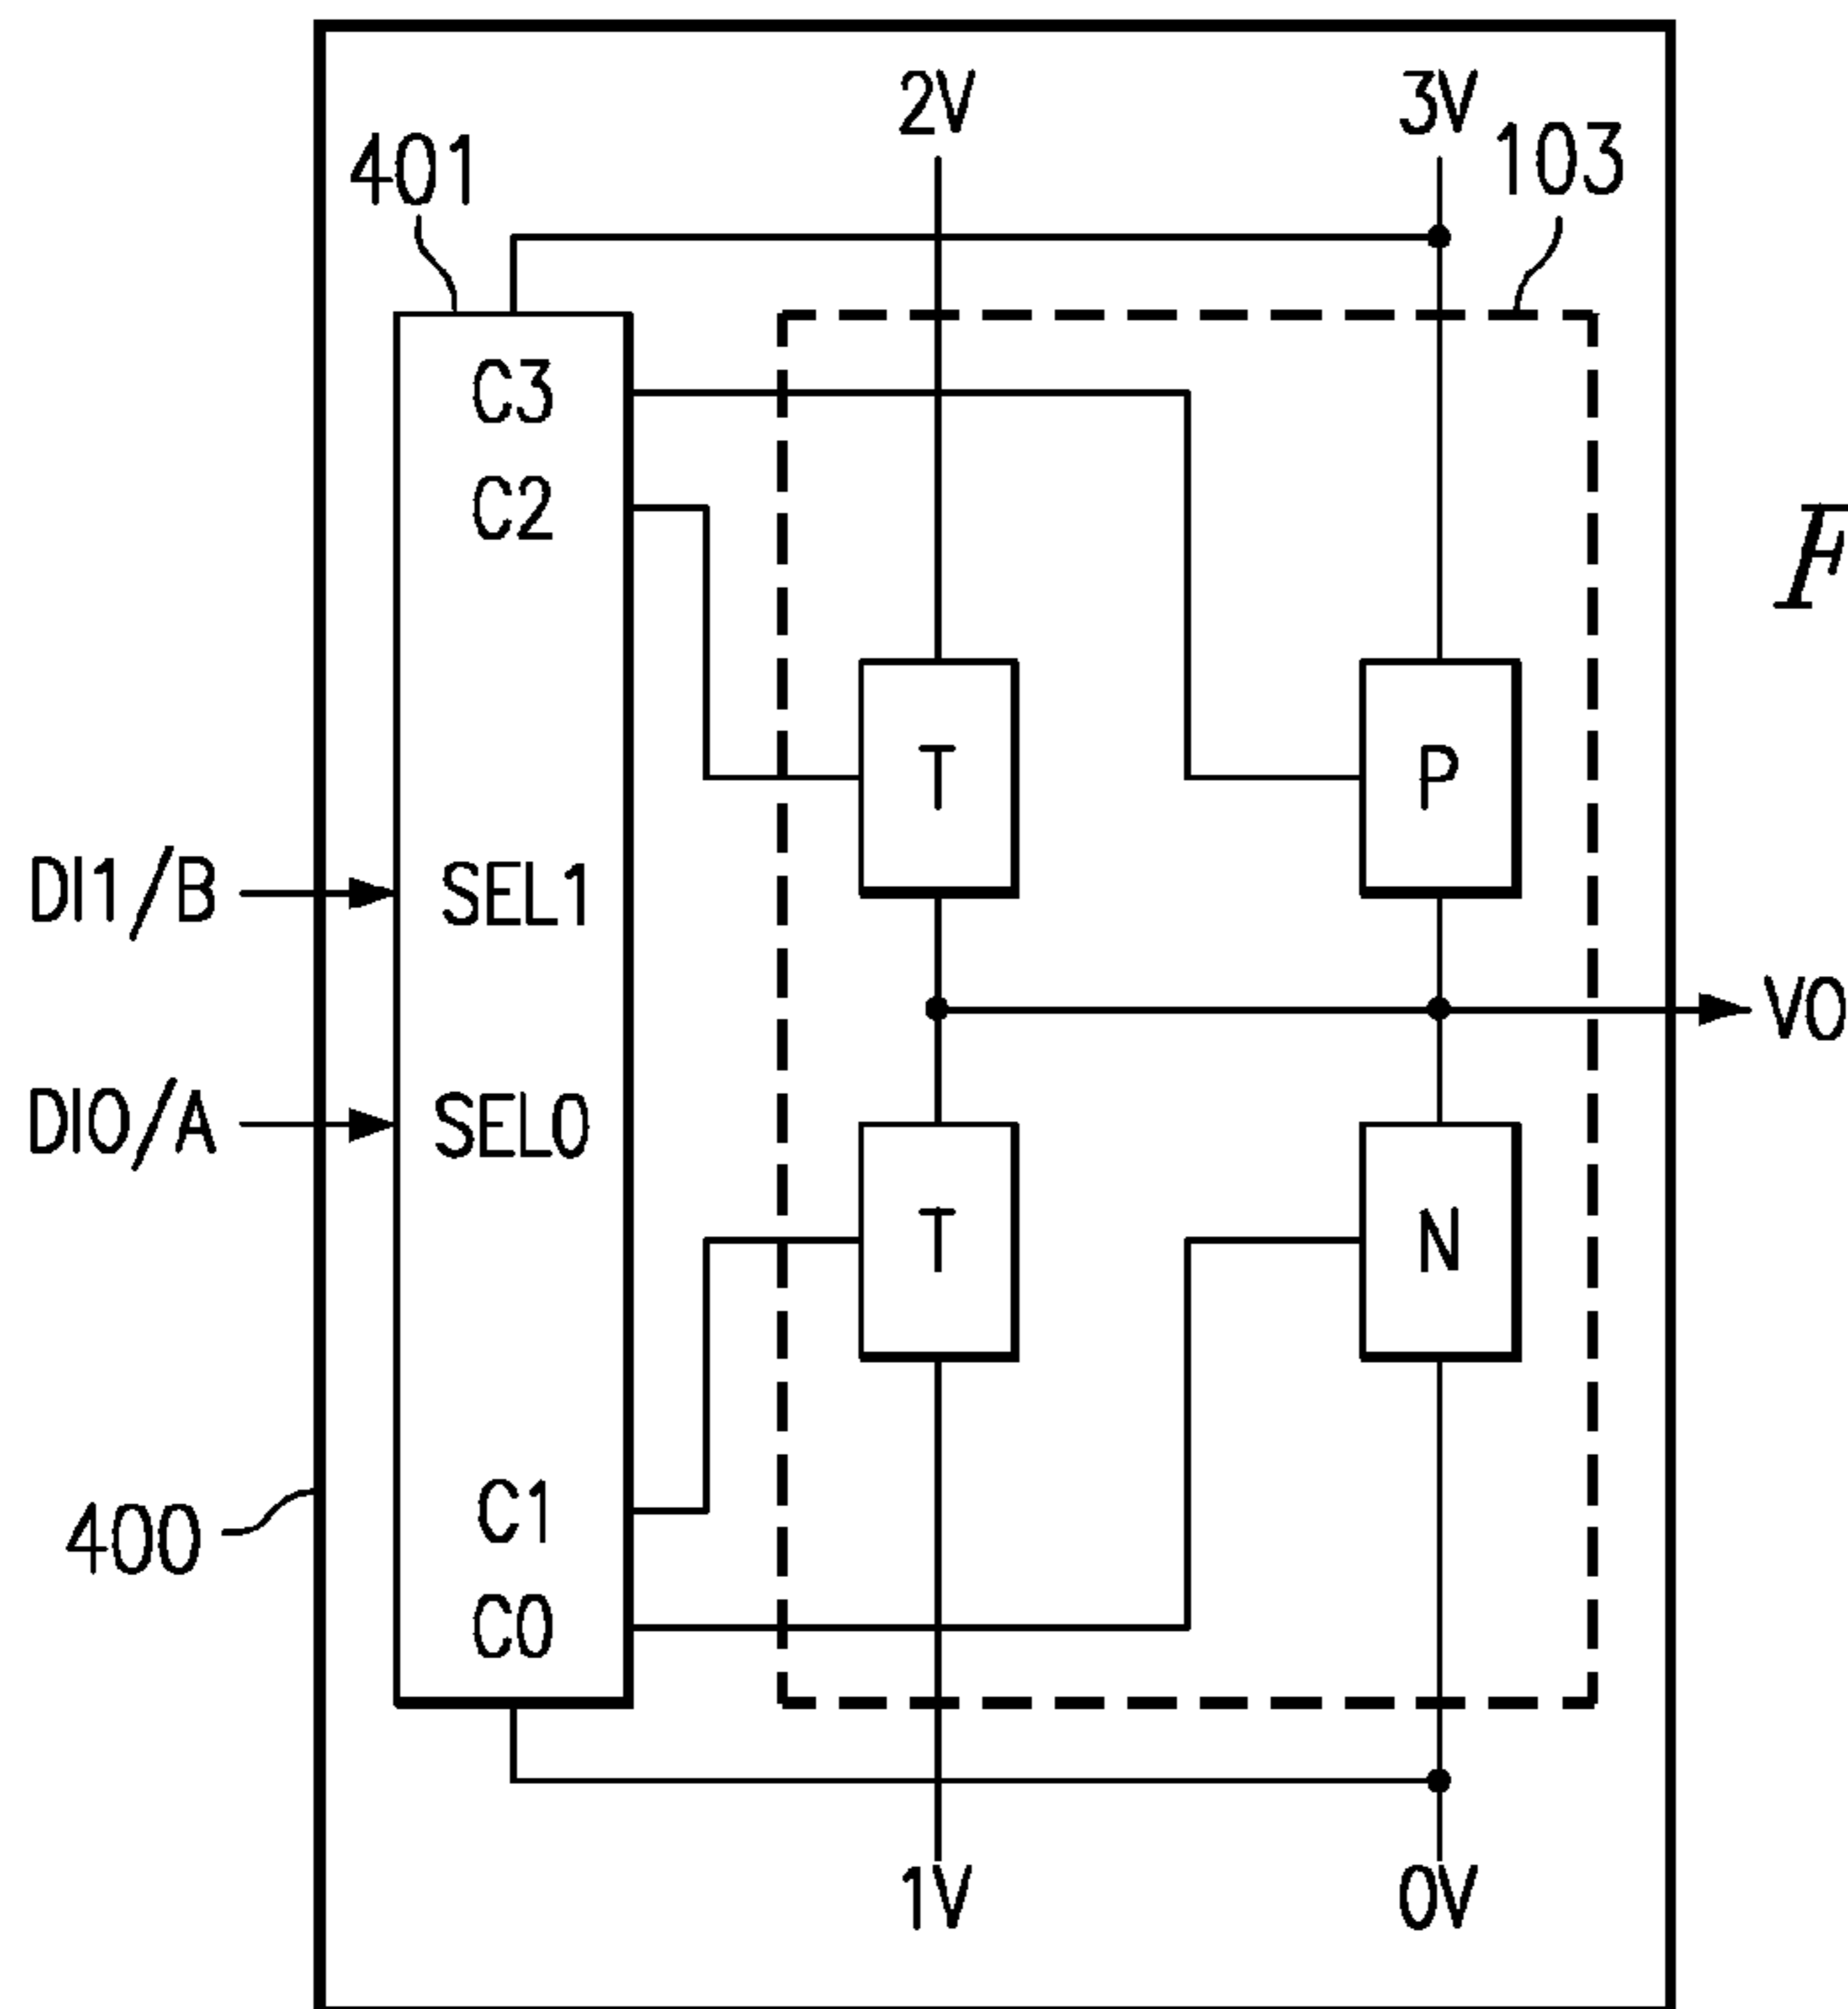 2V
3V
401
103
C3
C2
T
P
DI1/B
SEL1
VO
DI0/A
SEL0
T
N
C1
400
C0
1V
0V